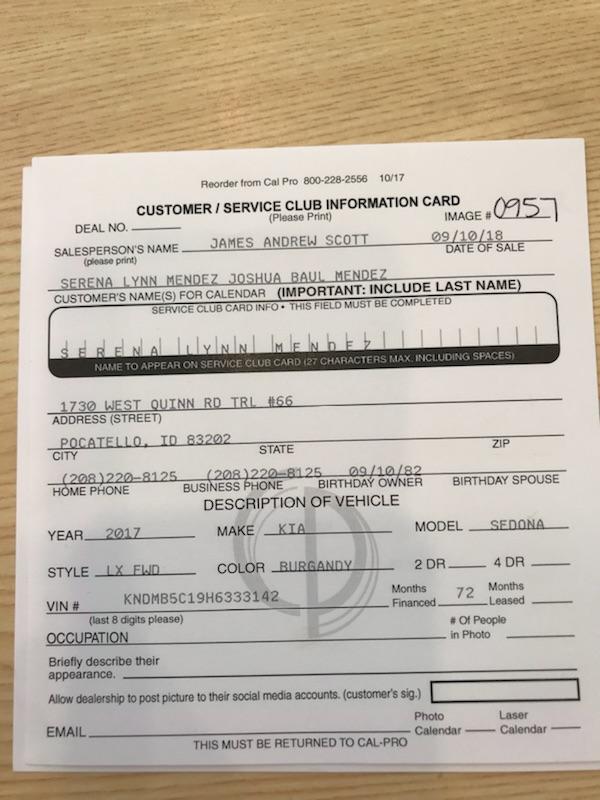 Reorder from Cal Pro 800-228-2556 10/17
CUSTOMER / SERVICE CLUB INFORMATION CARD
(Please Print)
DEAL NO.
IMAGE # 0957
SALESPERSON'S NAME JAMES ANDREW SCOTT 09/10/18
(please print) DATE OF SALE
SERENA LYNN MENDEZ JOSHUA BAUL MENDEZ
CUSTOMER'S NAME(S) FOR CALENDAR (IMPORTANT: INCLUDE LAST NAME)
SERVICE CLUB CARD INFO • THIS FIELD MUST BE COMPLETED
SERENA LYNN MENDEZ
NAME TO APPEAR ON SERVICE CLUB CARD (27 CHARACTERS MAX. INCLUDING SPACES)
1730 WEST QUINN RD TRL #66
ADDRESS (STREET)
POCATELLO, ID 83202
CITY STATE ZIP
(208)220-8125 (208)220-8125 09/10/82
HOME PHONE BUSINESS PHONE BIRTHDAY OWNER BIRTHDAY SPOUSE
DESCRIPTION OF VEHICLE
YEAR 2017 MAKE KIA MODEL SEDONA
STYLE LX FWD COLOR BURGANDY 2 DR 4 DR
VIN # KNDMB5C19H6333142 Months Financed 72 Months Leased
(last 8 digits please)
OCCUPATION # Of People in Photo
Briefly describe their
appearance.
Allow dealership to post picture to their social media accounts. (customer's sig.)
EMAIL Photo Calendar Laser Calendar
THIS MUST BE RETURNED TO CAL-PRO